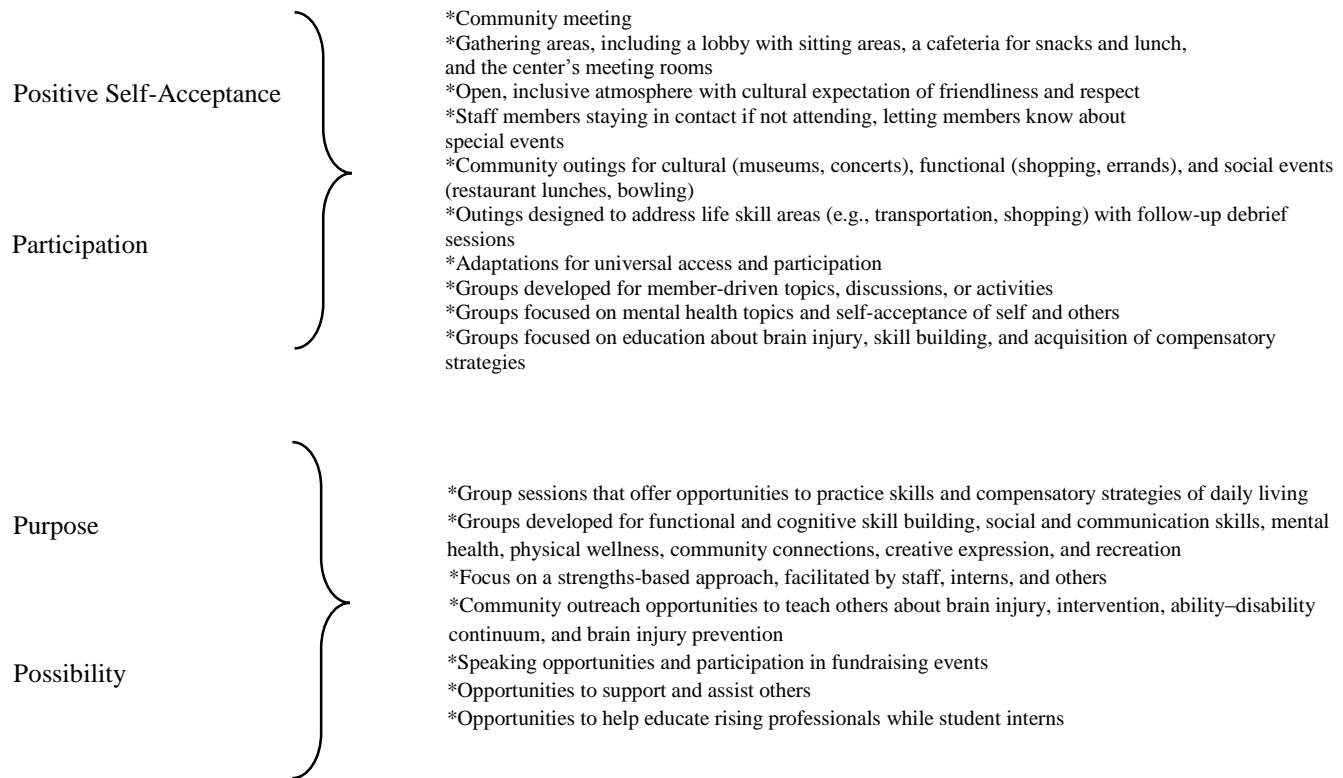 *Community meeting
*Gathering areas, including a lobby with sitting areas, a cafeteria for snacks and lunch,
and the center’s meeting rooms
Positive Self-Acceptance
*Open, inclusive atmosphere with cultural expectation of friendliness and respect
*Staff members staying in contact if not attending, letting members know about
special events
*Community outings for cultural (museums, concerts), functional (shopping, errands), and social events
(restaurant lunches, bowling)
*Outings designed to address life skill areas (e.g., transportation, shopping) with follow-up debrief
sessions
Participation
*Adaptations for universal access and participation
*Groups developed for member-driven topics, discussions, or activities
*Groups focused on mental health topics and self-acceptance of self and others
*Groups focused on education about brain injury, skill building, and acquisition of compensatory
strategies
*Group sessions that offer opportunities to practice skills and compensatory strategies of daily living
Purpose
*Groups developed for functional and cognitive skill building, social and communication skills, mental
health, physical wellness, community connections, creative expression, and recreation
*Focus on a strengths-based approach, facilitated by staff, interns, and others
*Community outreach opportunities to teach others about brain injury, intervention, ability–disability
continuum, and brain injury prevention
*Speaking opportunities and participation in fundraising events
Possibility
*Opportunities to support and assist others
*Opportunities to help educate rising professionals while student interns